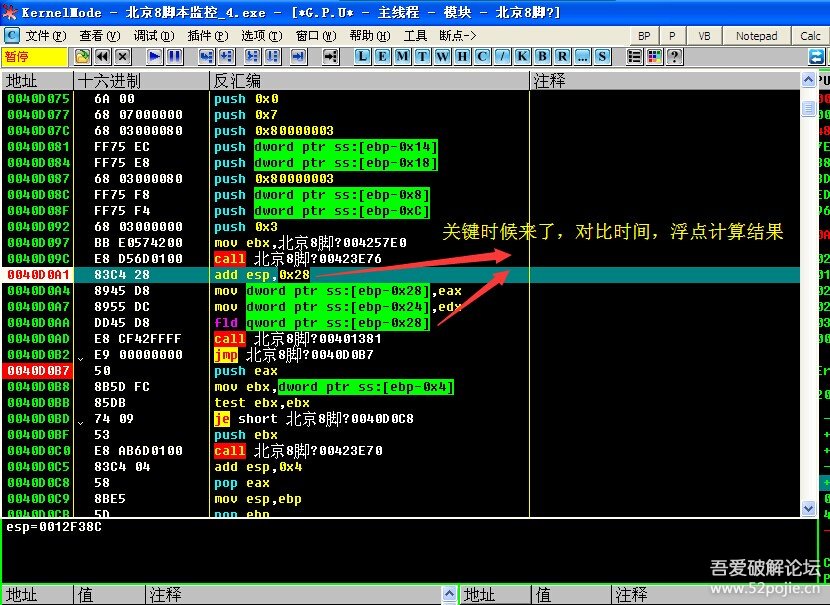 KernelMode - 北京8脚本监控_4.exe - [*G.P.U* - 主线程 - 模块 - 北京8脚?]
C 文件(F) 查看(V) 调试(D) 插件(P) 选项(T) 窗口(W) 帮助(H) 工具 断点-> BP P VB Notepad Calc
暂停 L E M T W H C / K B R ... S ?
地址 十六进制 反汇编 注释
0040D075 6A 00 push 0x0
0040D077 68 07000000 push 0x7
0040D07C 68 03000080 push 0x80000003
0040D081 FF75 EC push dword ptr ss:[ebp-0x14]
0040D084 FF75 E8 push dword ptr ss:[ebp-0x18]
0040D087 68 03000080 push 0x80000003
0040D08C FF75 F8 push dword ptr ss:[ebp-0x8]
0040D08F FF75 F4 push dword ptr ss:[ebp-0xC]
0040D092 68 03000000 push 0x3
关键时候来了，对比时间，浮点计算结果
0040D097 BB E0574200 mov ebx,北京8脚?004257E0
0040D09C E8 D56D0100 call 北京8脚?00423E76
0040D0A1 83C4 28 add esp,0x28
0040D0A4 8945 D8 mov dword ptr ss:[ebp-0x28],eax
0040D0A7 8955 DC mov dword ptr ss:[ebp-0x24],edx
0040D0AA DD45 D8 fld qword ptr ss:[ebp-0x28]
0040D0AD E8 CF42FFFF call 北京8脚?00401381
0040D0B2 E9 00000000 jmp 北京8脚?0040D0B7
0040D0B7 50 push eax
0040D0B8 8B5D FC mov ebx,dword ptr ss:[ebp-0x4]
0040D0BB 85DB test ebx,ebx
0040D0BD 74 09 je short 北京8脚?0040D0C8
0040D0BF 53 push ebx
0040D0C0 E8 AB6D0100 call 北京8脚?00423E70
0040D0C5 83C4 04 add esp,0x4
0040D0C8 58 pop eax
0040D0C9 8BE5 mov esp,ebp
0040D0CB 5D pop ebp
esp=0012F38C
吾爱破解论坛
www.52pojie.cn
地址 值 注释 地址 值 注释